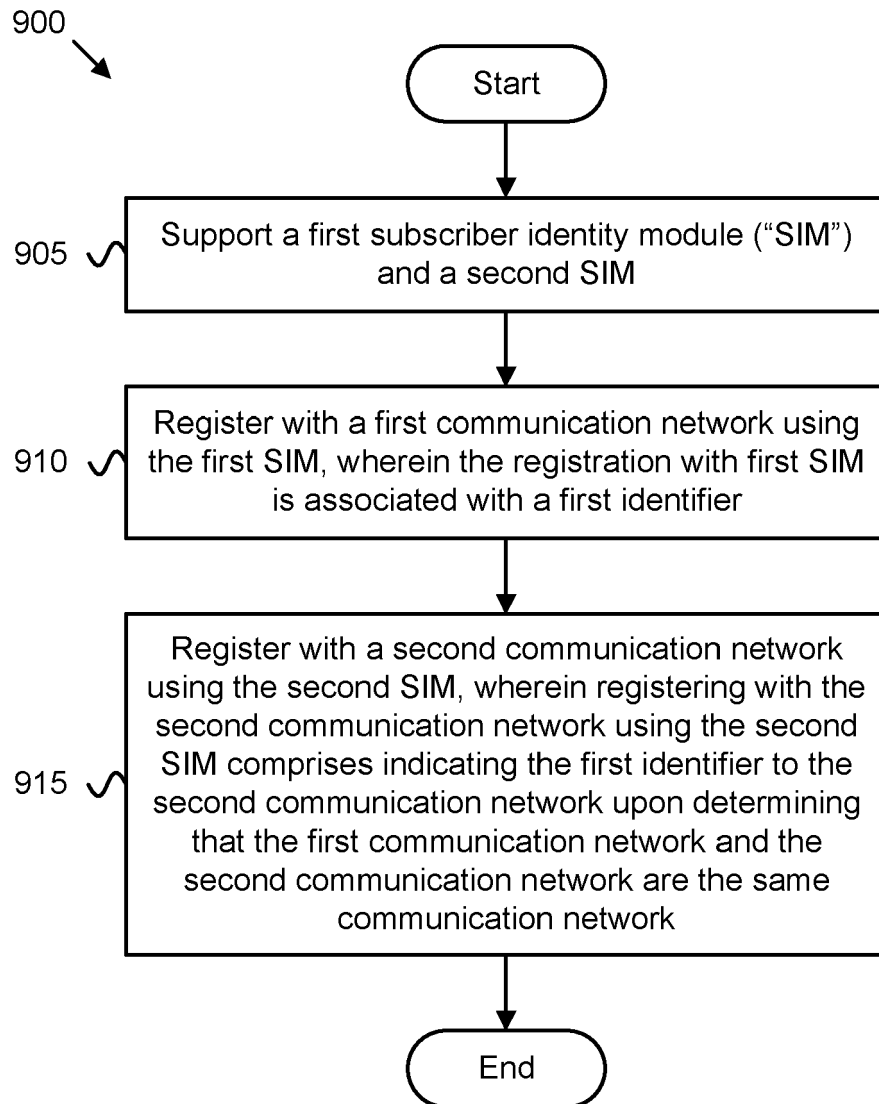 900
Start
905
Support a first subscriber identity module (“SIM”)
and a second SIM
910
Register with a first communication network using
the first SIM, wherein the registration with first SIM
is associated with a first identifier
915
Register with a second communication network
using the second SIM, wherein registering with the
second communication network using the second
SIM comprises indicating the first identifier to the
second communication network upon determining
that the first communication network and the
second communication network are the same
communication network
End